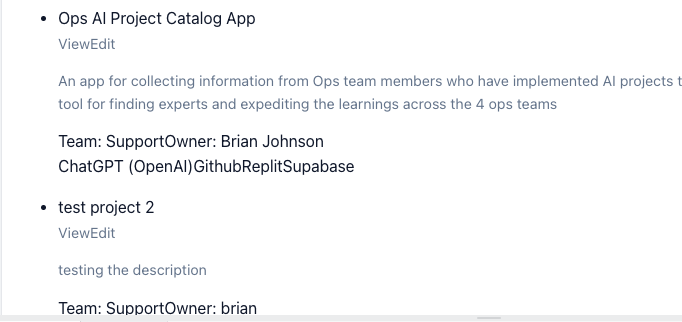 Ops AI Project Catalog App
ViewEdit
An app for collecting information from Ops team members who have implemented AI projects t
tool for finding experts and expediting the learnings across the 4 ops teams
Team: SupportOwner: Brian Johnson
ChatGPT (OpenAI)GithubReplitSupabase
test project 2
ViewEdit
testing the description
Team: SupportOwner: brian